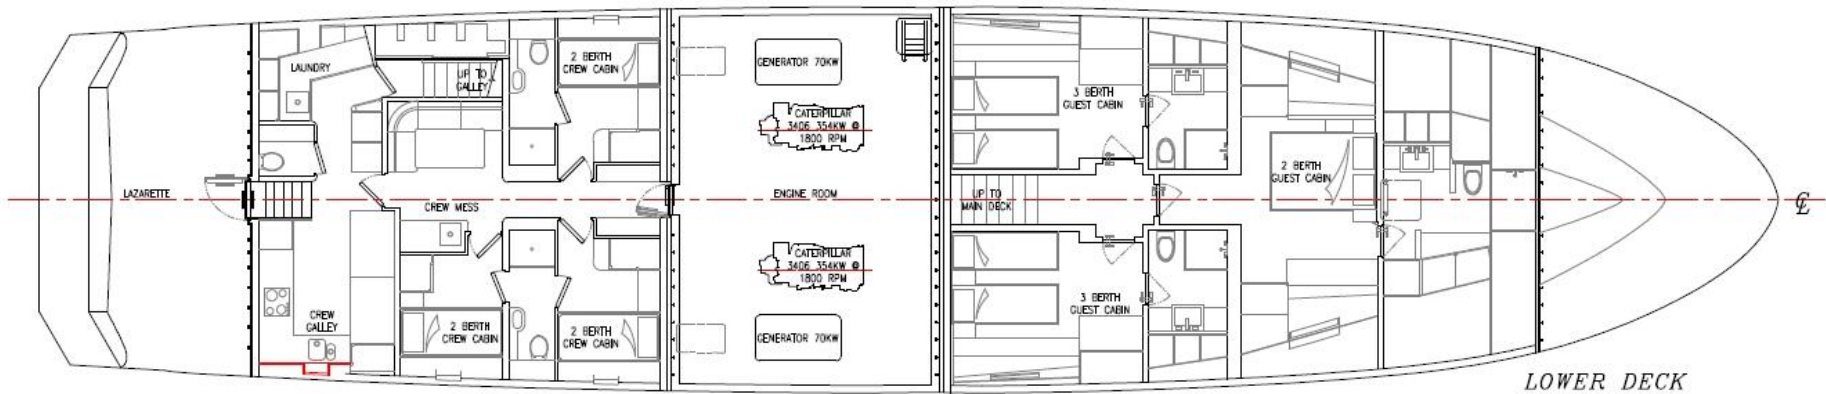 LAZARETTE
LAUNDRY
UP TO
GALLEY
2 BERTH
CREW CABIN
CREW MESS
CREW
GALLEY
2 BERTH
CREW CABIN
2 BERTH
CREW CABIN
GENERATOR 70KW
CATERPILLAR
3406 354KW @
1800 RPM
ENGINE ROOM
CATERPILLAR
3406 354KW @
1800 RPM
GENERATOR 70KW
3 BERTH
GUEST CABIN
UP TO
MAIN DECK
3 BERTH
GUEST CABIN
2 BERTH
GUEST CABIN
℄
LOWER DECK